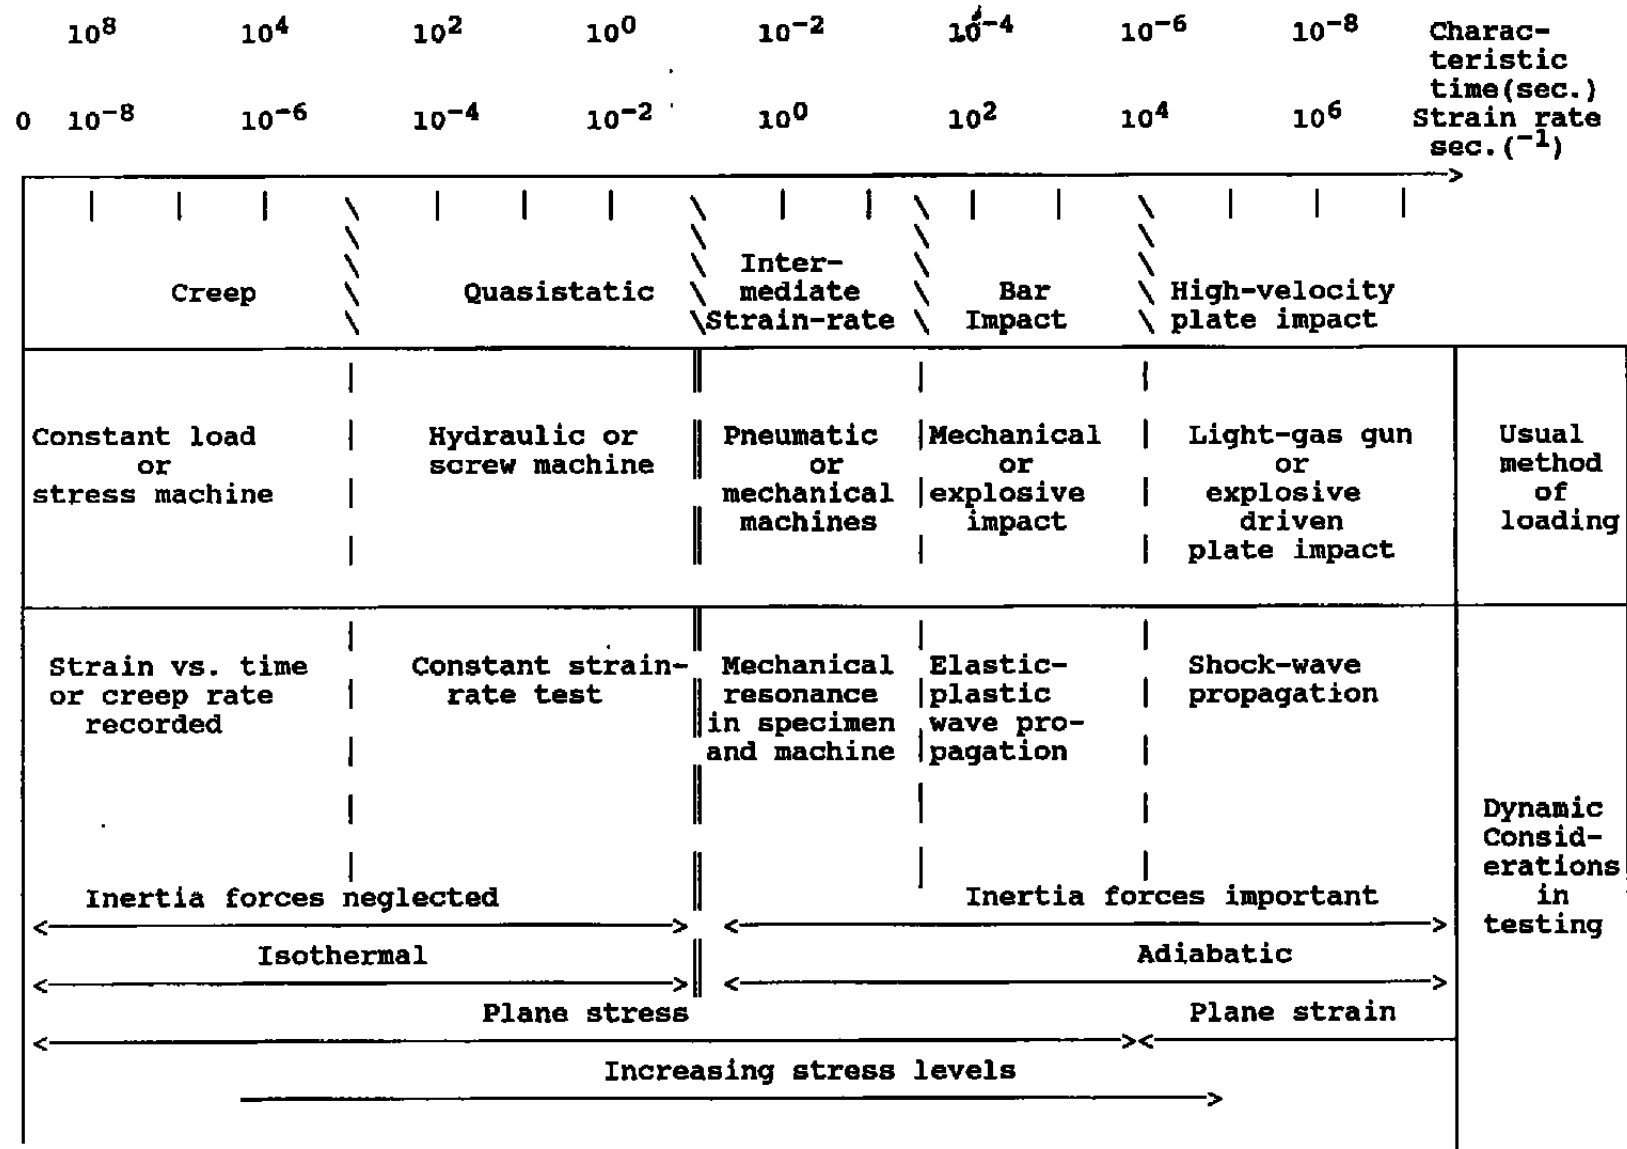 10⁸ 10⁴ 10² 10⁰ 10⁻² 10⁻⁴ 10⁻⁶ 10⁻⁸ Charac-
teristic
time(sec.)
0 10⁻⁸ 10⁻⁶ 10⁻⁴ 10⁻² 10⁰ 10² 10⁴ 10⁶ Strain rate
sec.(⁻¹)
Creep
Quasistatic
Inter-
mediate
Strain-rate
Bar
Impact
High-velocity
plate impact
Constant load
or
stress machine
Hydraulic or
screw machine
Pneumatic
or
mechanical
machines
Mechanical
or
explosive
impact
Light-gas gun
or
explosive
driven
plate impact
Usual
method
of
loading
Strain vs. time
or creep rate
recorded
Constant strain-
rate test
Mechanical
resonance
in specimen
and machine
Elastic-
plastic
wave pro-
pagation
Shock-wave
propagation
Dynamic
Consid-
erations
in
testing
Inertia forces neglected
Inertia forces important
Isothermal
Adiabatic
Plane stress
Plane strain
Increasing stress levels